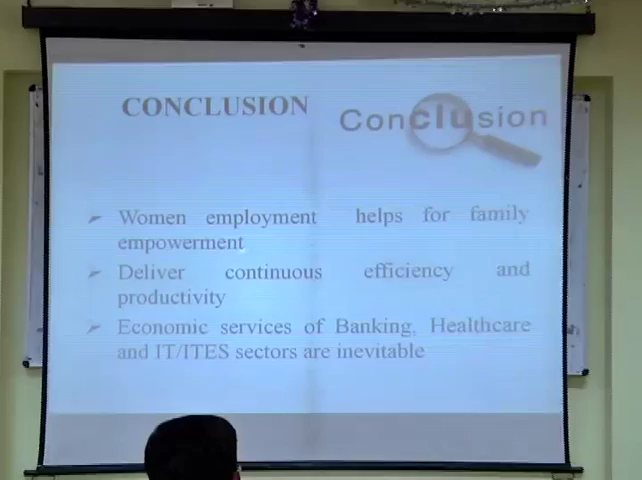 CONCLUSION
Conclusion
Women employment helps for family
empowerment
Deliver continuous efficiency and
productivity
Economic services of Banking, Healthcare
and IT/ITES sectors are inevitable